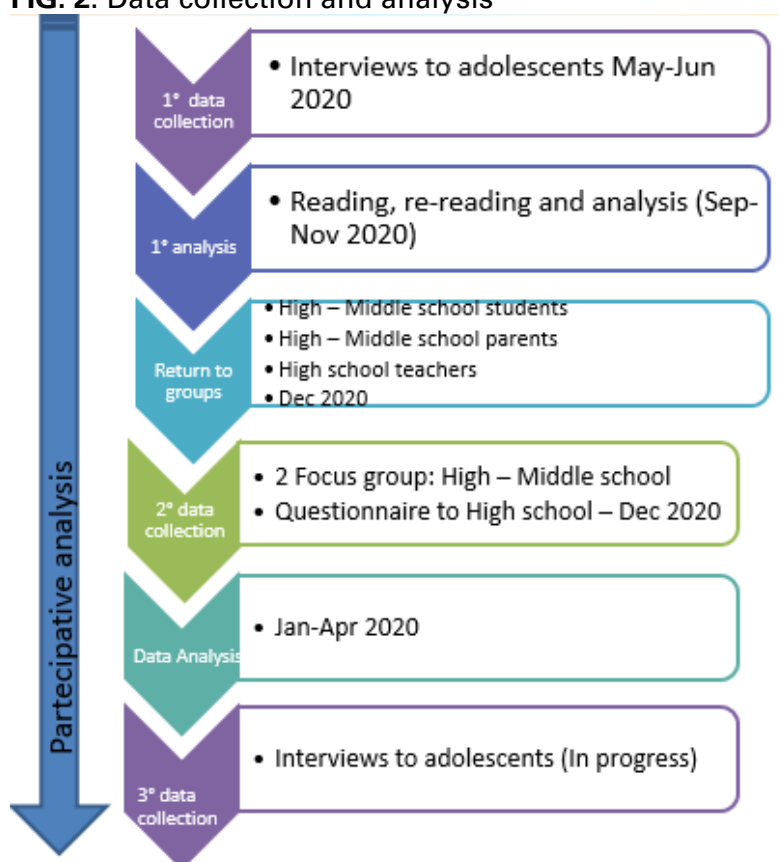 FIG. 2. Data collection and analysis
1° data
collection
• Interviews to adolescents May-Jun
2020
1° analysis
• Reading, re-reading and analysis (Sep-
Nov 2020)
Return to
groups
• High – Middle school students
• High – Middle school parents
• High school teachers
• Dec 2020
2° data
collection
• 2 Focus group: High – Middle school
• Questionnaire to High school – Dec 2020
Data Analysis
• Jan-Apr 2020
3° data
collection
• Interviews to adolescents (In progress)
Partecipative analysis